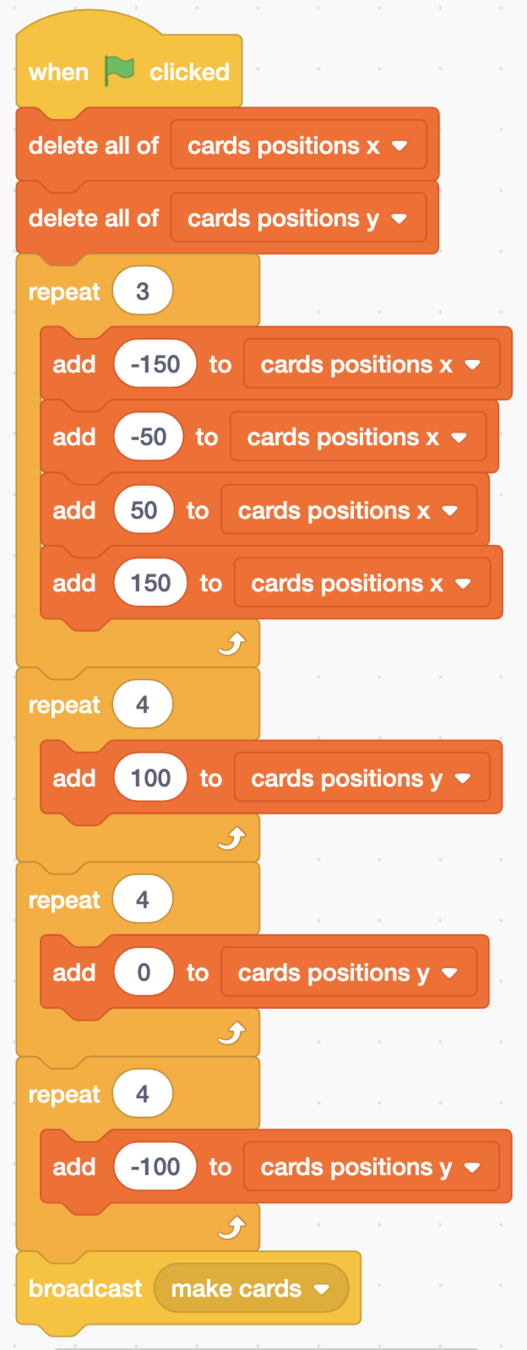 when clicked
delete all of cards positions x
delete all of cards positions y
repeat 3
add -150 to cards positions x
add -50 to cards positions x
add 50 to cards positions x
add 150 to cards positions x
repeat 4
add 100 to cards positions y
repeat 4
add 0 to cards positions y
repeat 4
add -100 to cards positions y
broadcast make cards